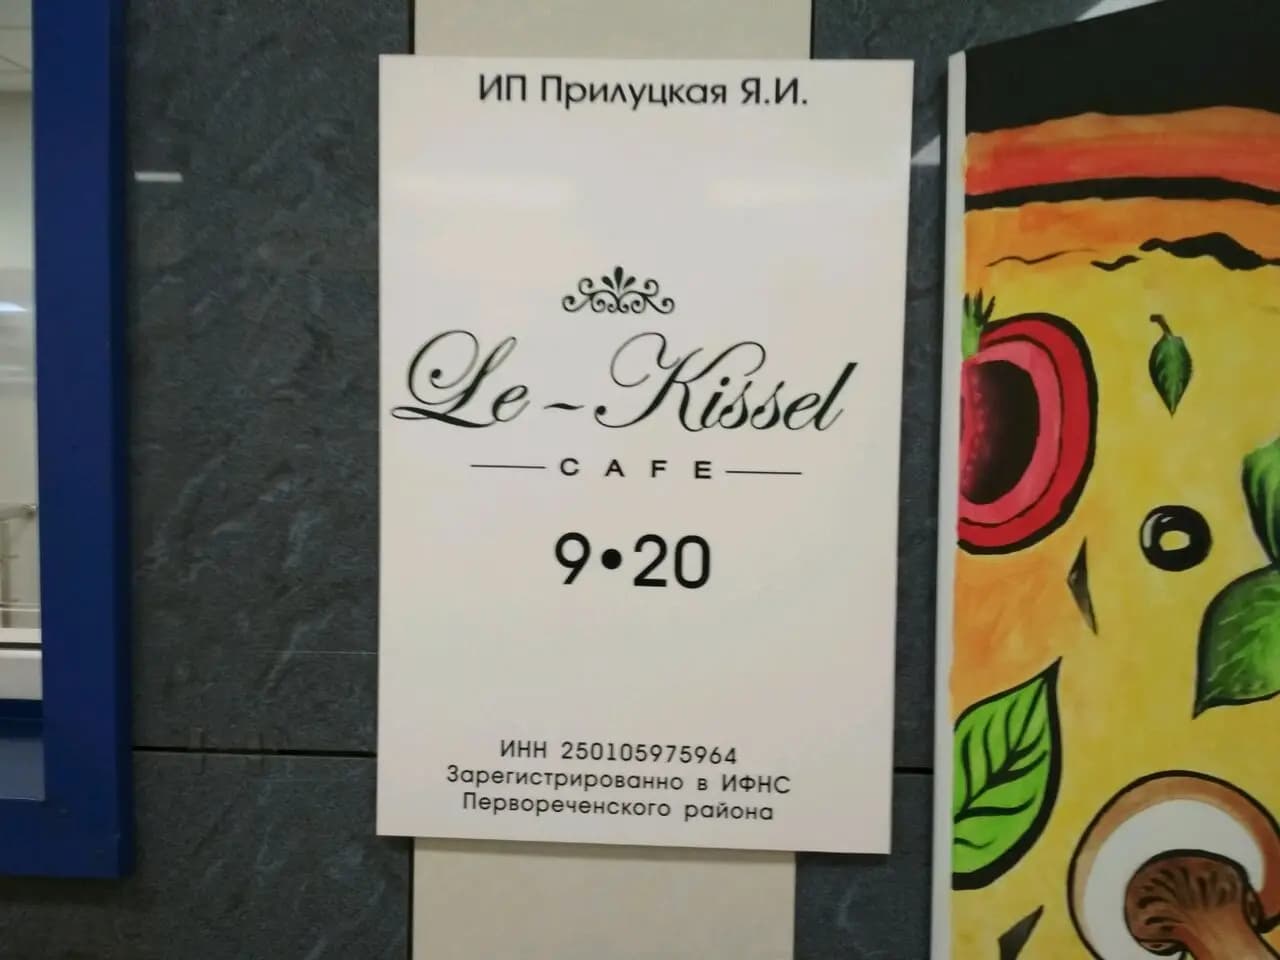 ИП Прилуцкая Я.И.
Le-Kissel
CAFE
9•20
ИНН 250105975964
Зарегистрированно в ИФНС
Первореченского района